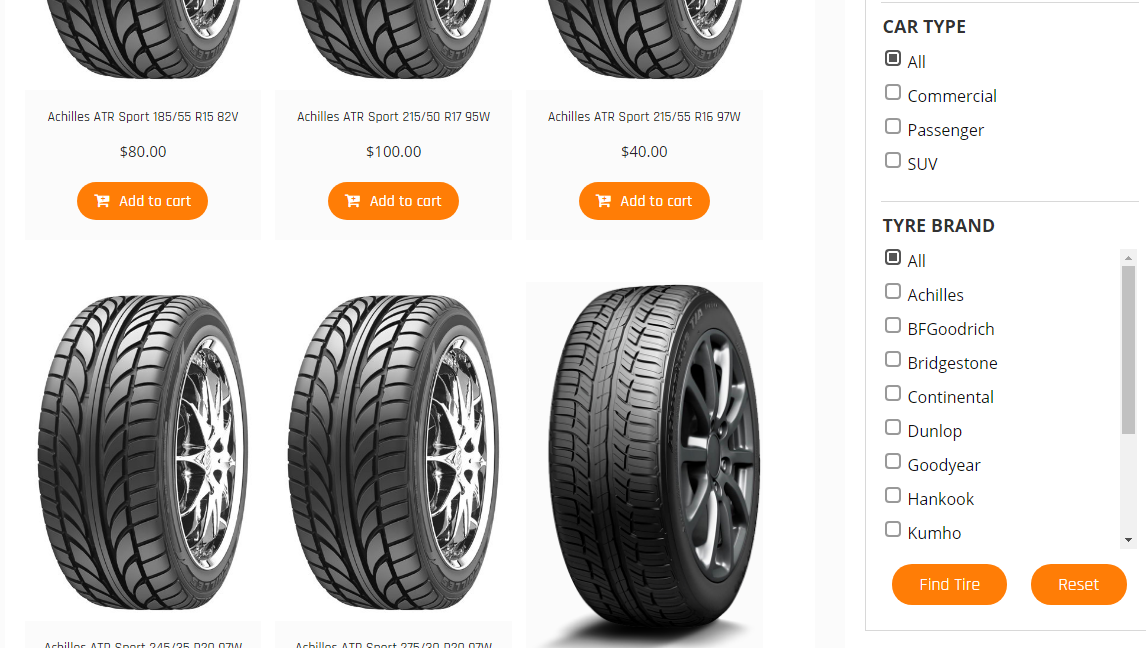 Achilles ATR Sport 185/55 R15 82V
$80.00
Add to cart
Achilles ATR Sport 215/50 R17 95W
$100.00
Add to cart
Achilles ATR Sport 215/55 R16 97W
$40.00
Add to cart
Achilles ATR Sport 245/35 R20 97W
Achilles ATR Sport 275/30 R20 97W
CAR TYPE
All
Commercial
Passenger
SUV
TYRE BRAND
All
Achilles
BFGoodrich
Bridgestone
Continental
Dunlop
Goodyear
Hankook
Kumho
Find Tire
Reset